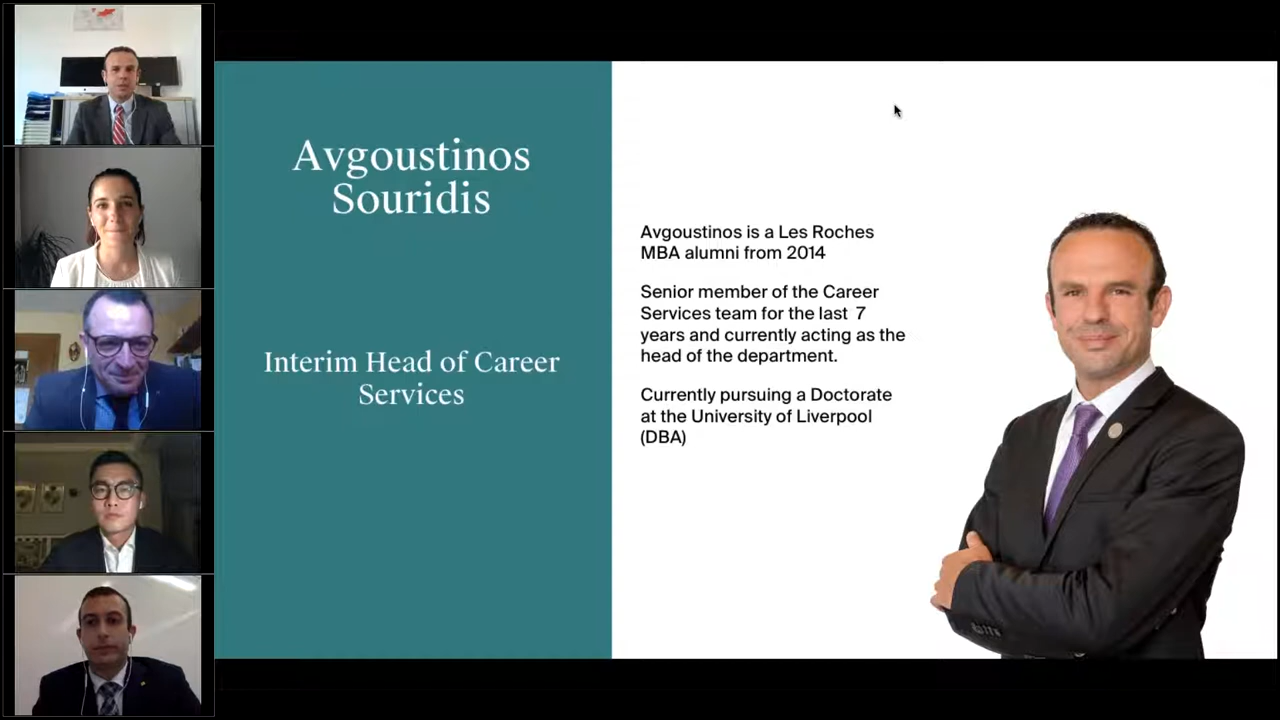 Avgoustinos
Souridis
Interim Head of Career
Services
Avgoustinos is a Les Roches
MBA alumni from 2014
Senior member of the Career
Services team for the last 7
years and currently acting as the
head of the department.
Currently pursuing a Doctorate
at the University of Liverpool
(DBA)